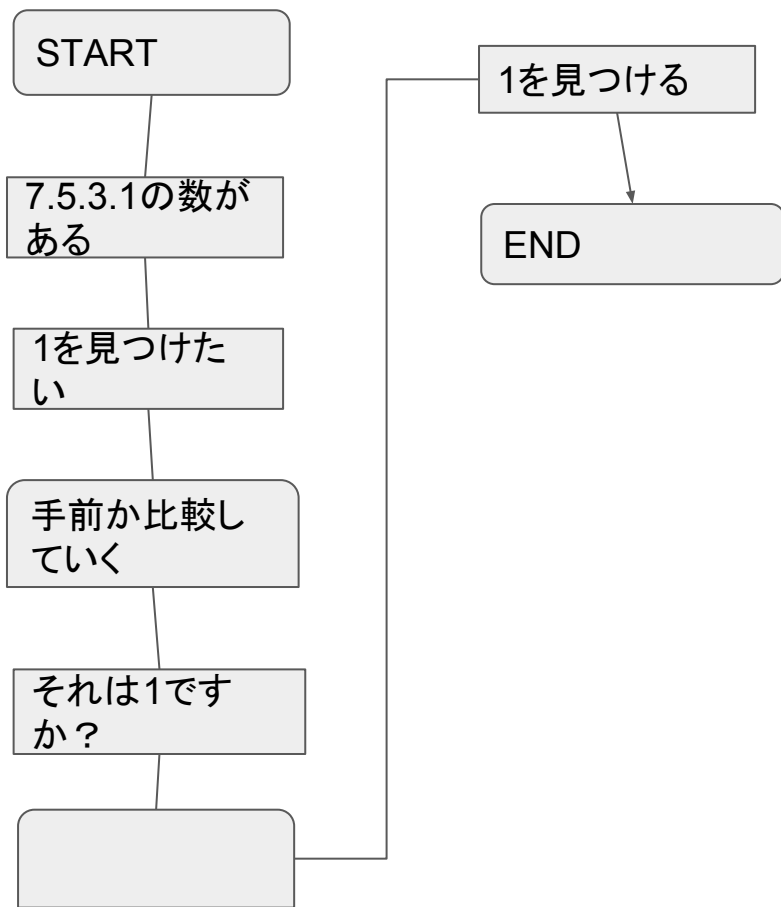 START
7.5.3.1の数が
ある
1を見つけた
い
手前か比較し
ていく
それは1です
か？
1を見つける
END